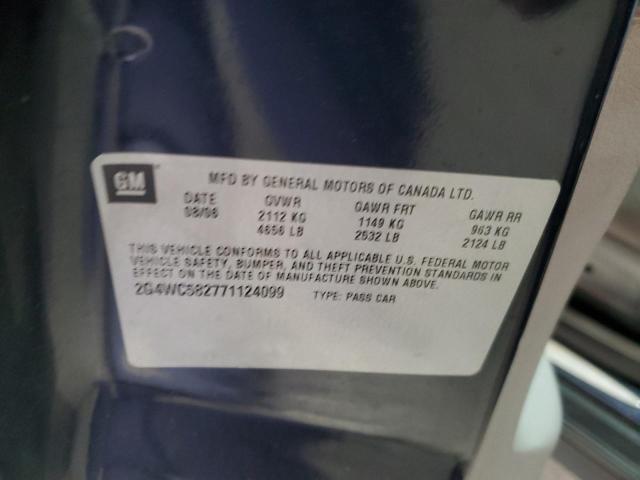 GM
MFD BY GENERAL MOTORS OF CANADA LTD.
DATE GVWR GAWR FRT GAWR RR
08/06 2112 KG 1149 KG 963 KG
4656 LB 2532 LB 2124 LB
THIS VEHICLE CONFORMS TO ALL APPLICABLE U.S. FEDERAL MOTOR
VEHICLE SAFETY, BUMPER, AND THEFT PREVENTION STANDARDS IN
EFFECT ON THE DATE OF MANUFACTURE SHOWN ABOVE.
2G4WC582771124099 TYPE: PASS CAR